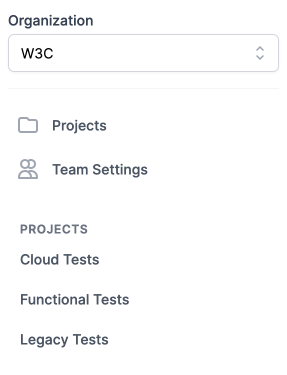 Organization
W3C
Projects
Team Settings
PROJECTS
Cloud Tests
Functional Tests
Legacy Tests